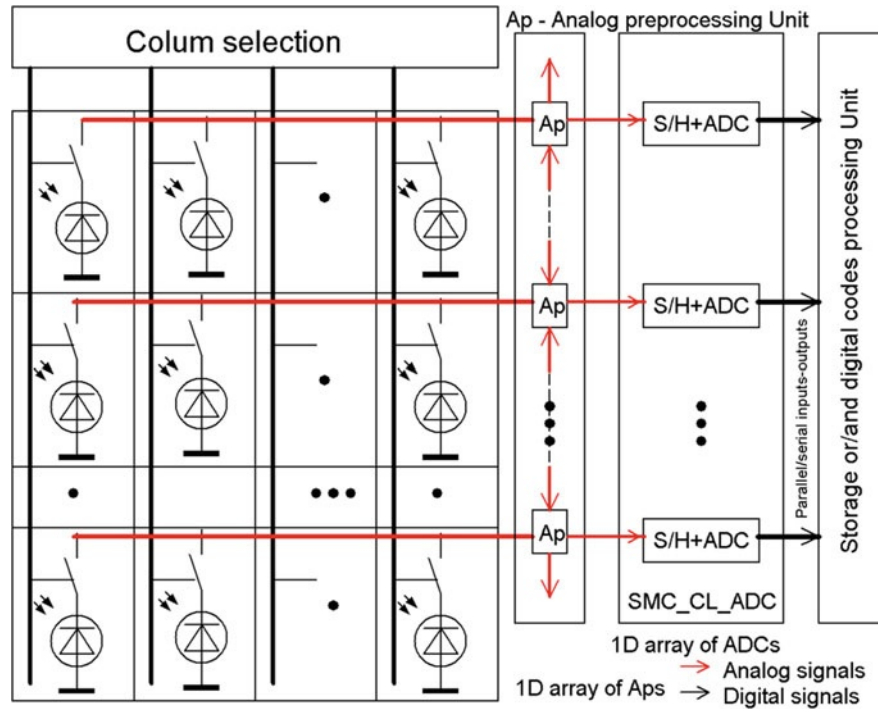 Colum selection
Ap - Analog preprocessing Unit
Ap
S/H+ADC
Ap
S/H+ADC
Ap
S/H+ADC
Parallel/serial inputs-outputs
Storage or/and digital codes processing Unit
SMC_CL_ADC
1D array of ADCs
Analog signals
1D array of Aps
Digital signals